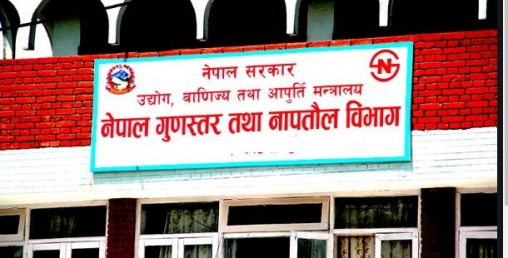 नेपाल सरकार
उद्योग, वाणिज्य तथा आपुर्ति मन्त्रालय
नेपाल गुणस्तर तथा नापतौल विभाग